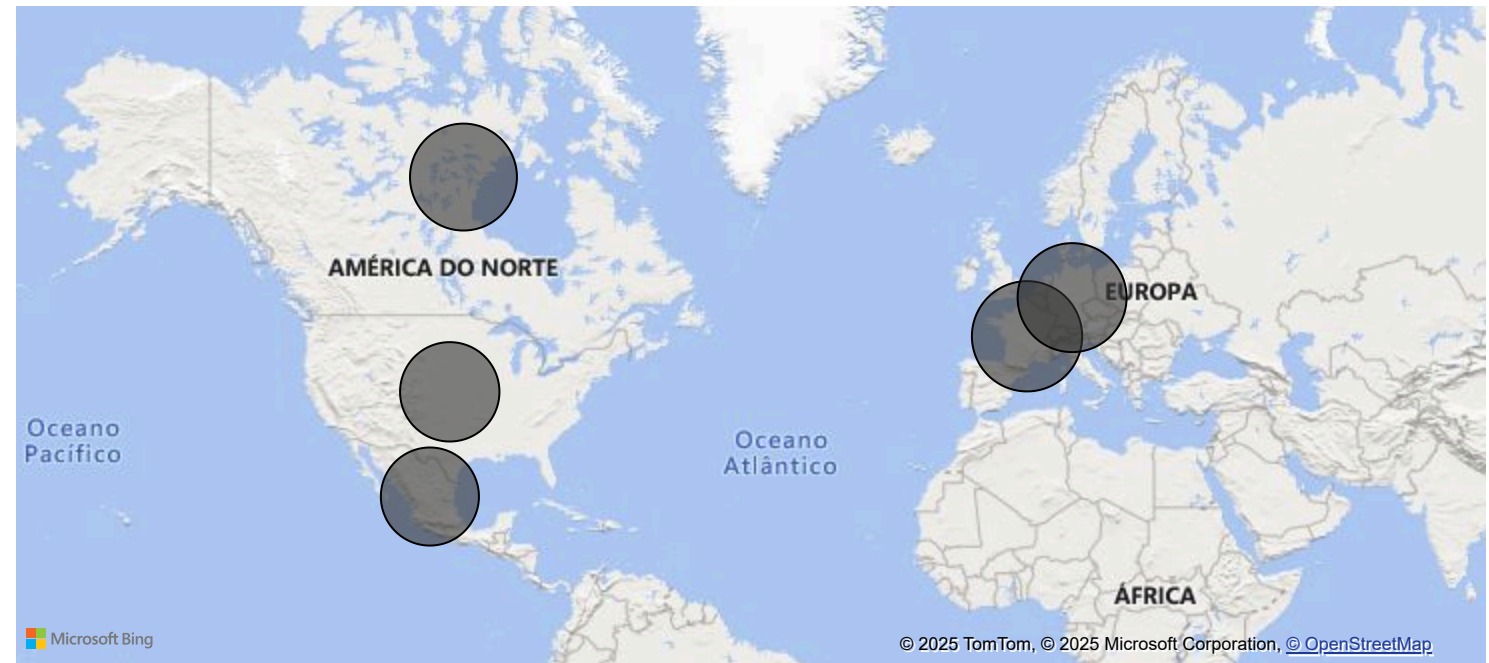 AMÉRICA DO NORTE
EUROPA
Oceano
Pacífico
Oceano
Atlântico
ÁFRICA
Microsoft Bing
© 2025 TomTom, © 2025 Microsoft Corporation, © OpenStreetMap